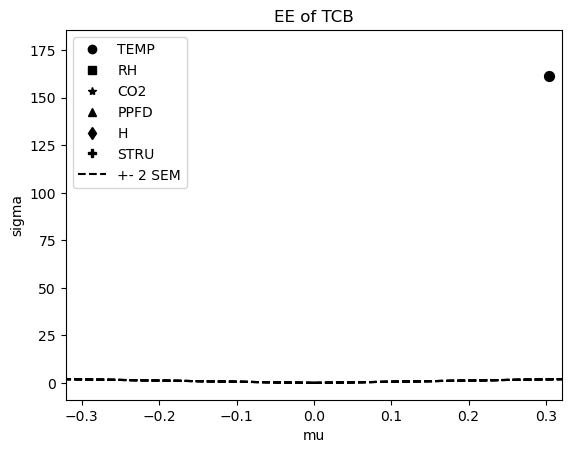 EE of TCB
175
150
125
100
75
50
25
0
sigma
TEMP
RH
CO2
PPFD
H
STRU
+- 2 SEM
−0.3 −0.2 −0.1 0.0 0.1 0.2 0.3
mu